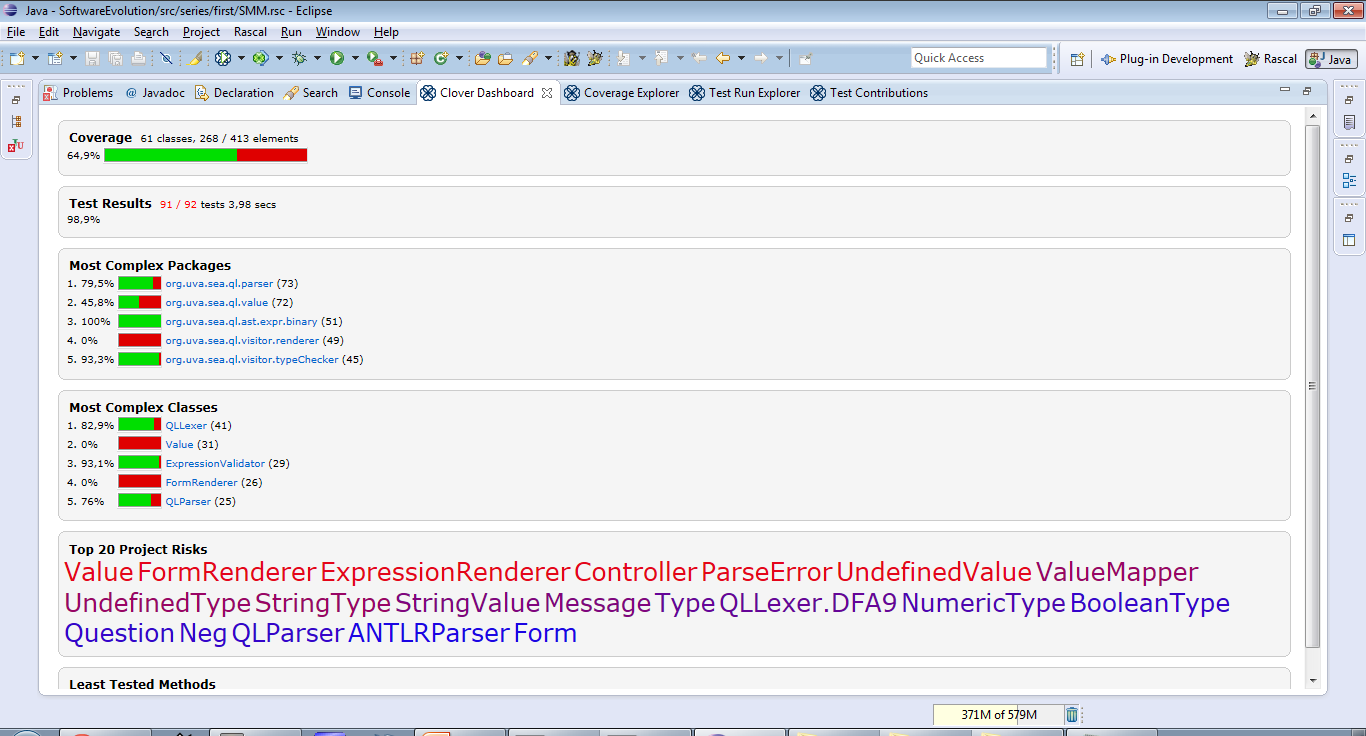 Java - SoftwareEvolution/src/series/first/SMM.rsc - Eclipse
File Edit Navigate Search Project Rascal Run Window Help
Quick Access Plug-in Development Rascal Java
Problems @ Javadoc Declaration Search Console Clover Dashboard Coverage Explorer Test Run Explorer Test Contributions
Coverage 61 classes, 268 / 413 elements
64,9%
Test Results 91 / 92 tests 3,98 secs
98,9%
Most Complex Packages
1. 79,5% org.uva.sea.ql.parser (73)
2. 45,8% org.uva.sea.ql.value (72)
3. 100% org.uva.sea.ql.ast.expr.binary (51)
4. 0% org.uva.sea.ql.visitor.renderer (49)
5. 93,3% org.uva.sea.ql.visitor.typeChecker (45)
Most Complex Classes
1. 82,9% QLLexer (41)
2. 0% Value (31)
3. 93,1% ExpressionValidator (29)
4. 0% FormRenderer (26)
5. 76% QLParser (25)
Top 20 Project Risks
Value FormRenderer ExpressionRenderer Controller ParseError UndefinedValue ValueMapper
UndefinedType StringType StringValue Message Type QLLexer.DFA9 NumericType BooleanType
Question Neg QLParser ANTLRParser Form
Least Tested Methods
371M of 579M